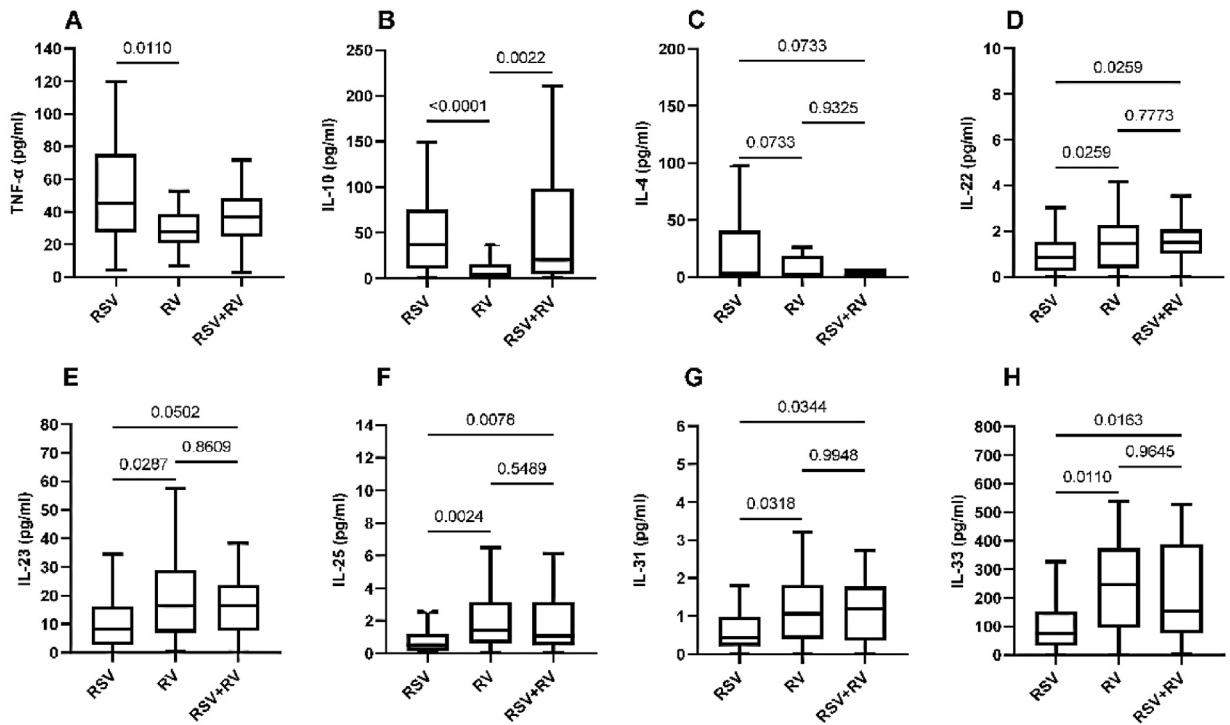 A
TNF-α (pg/ml)
140
120
100
80
60
40
20
0
0.0110
RSV
RV
RSV+RV
B
IL-10 (pg/ml)
250
200
150
100
50
0
0.0022
<0.0001
RSV
RV
RSV+RV
C
IL-4 (pg/ml)
200
150
100
50
0
0.0733
0.9325
0.0733
RSV
RV
RSV+RV
D
IL-22 (pg/ml)
10
8
6
4
2
0
0.0259
0.7773
0.0259
RSV
RV
RSV+RV
E
IL-23 (pg/ml)
80
70
60
50
40
30
20
10
0
0.0502
0.8609
0.0287
RSV
RV
RSV+RV
F
IL-25 (pg/ml)
14
12
10
8
6
4
2
0
0.0078
0.5489
0.0024
RSV
RV
RSV+RV
G
IL-31 (pg/ml)
6
5
4
3
2
1
0
0.0344
0.9948
0.0318
RSV
RV
RSV+RV
H
IL-33 (pg/ml)
800
700
600
500
400
300
200
100
0
0.0163
0.9645
0.0110
RSV
RV
RSV+RV